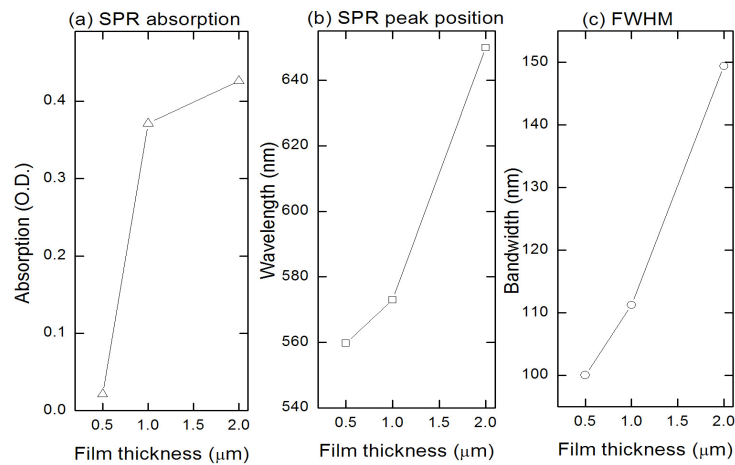 (a) SPR absorption
Absorption (O.D.)
0.4
0.3
0.2
0.1
0.0
0.5 1.0 1.5 2.0
Film thickness (μm)
(b) SPR peak position
Wavelength (nm)
640
620
600
580
560
540
0.5 1.0 1.5 2.0
Film thickness (μm)
(c) FWHM
Bandwidth (nm)
150
140
130
120
110
100
0.5 1.0 1.5 2.0
Film thickness (μm)